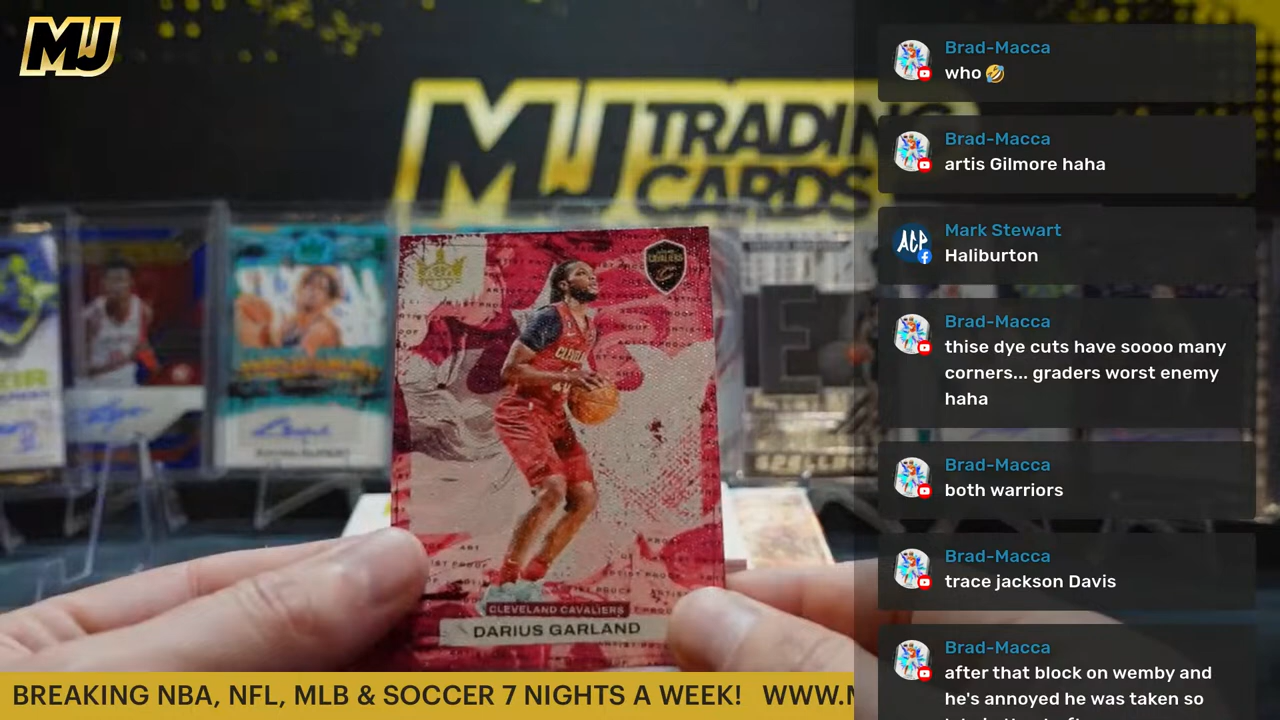 MJ
MJ TRADING
CARDS
CAVALIERS
CLEVELAND CAVALIERS
DARIUS GARLAND
BREAKING NBA, NFL, MLB & SOCCER 7 NIGHTS A WEEK! WWW.
Brad-Macca
who 🤣
Brad-Macca
artis Gilmore haha
Mark Stewart
Haliburton
Brad-Macca
thise dye cuts have soooo many
corners... graders worst enemy
haha
Brad-Macca
both warriors
Brad-Macca
trace jackson Davis
Brad-Macca
after that block on wemby and
he's annoyed he was taken so